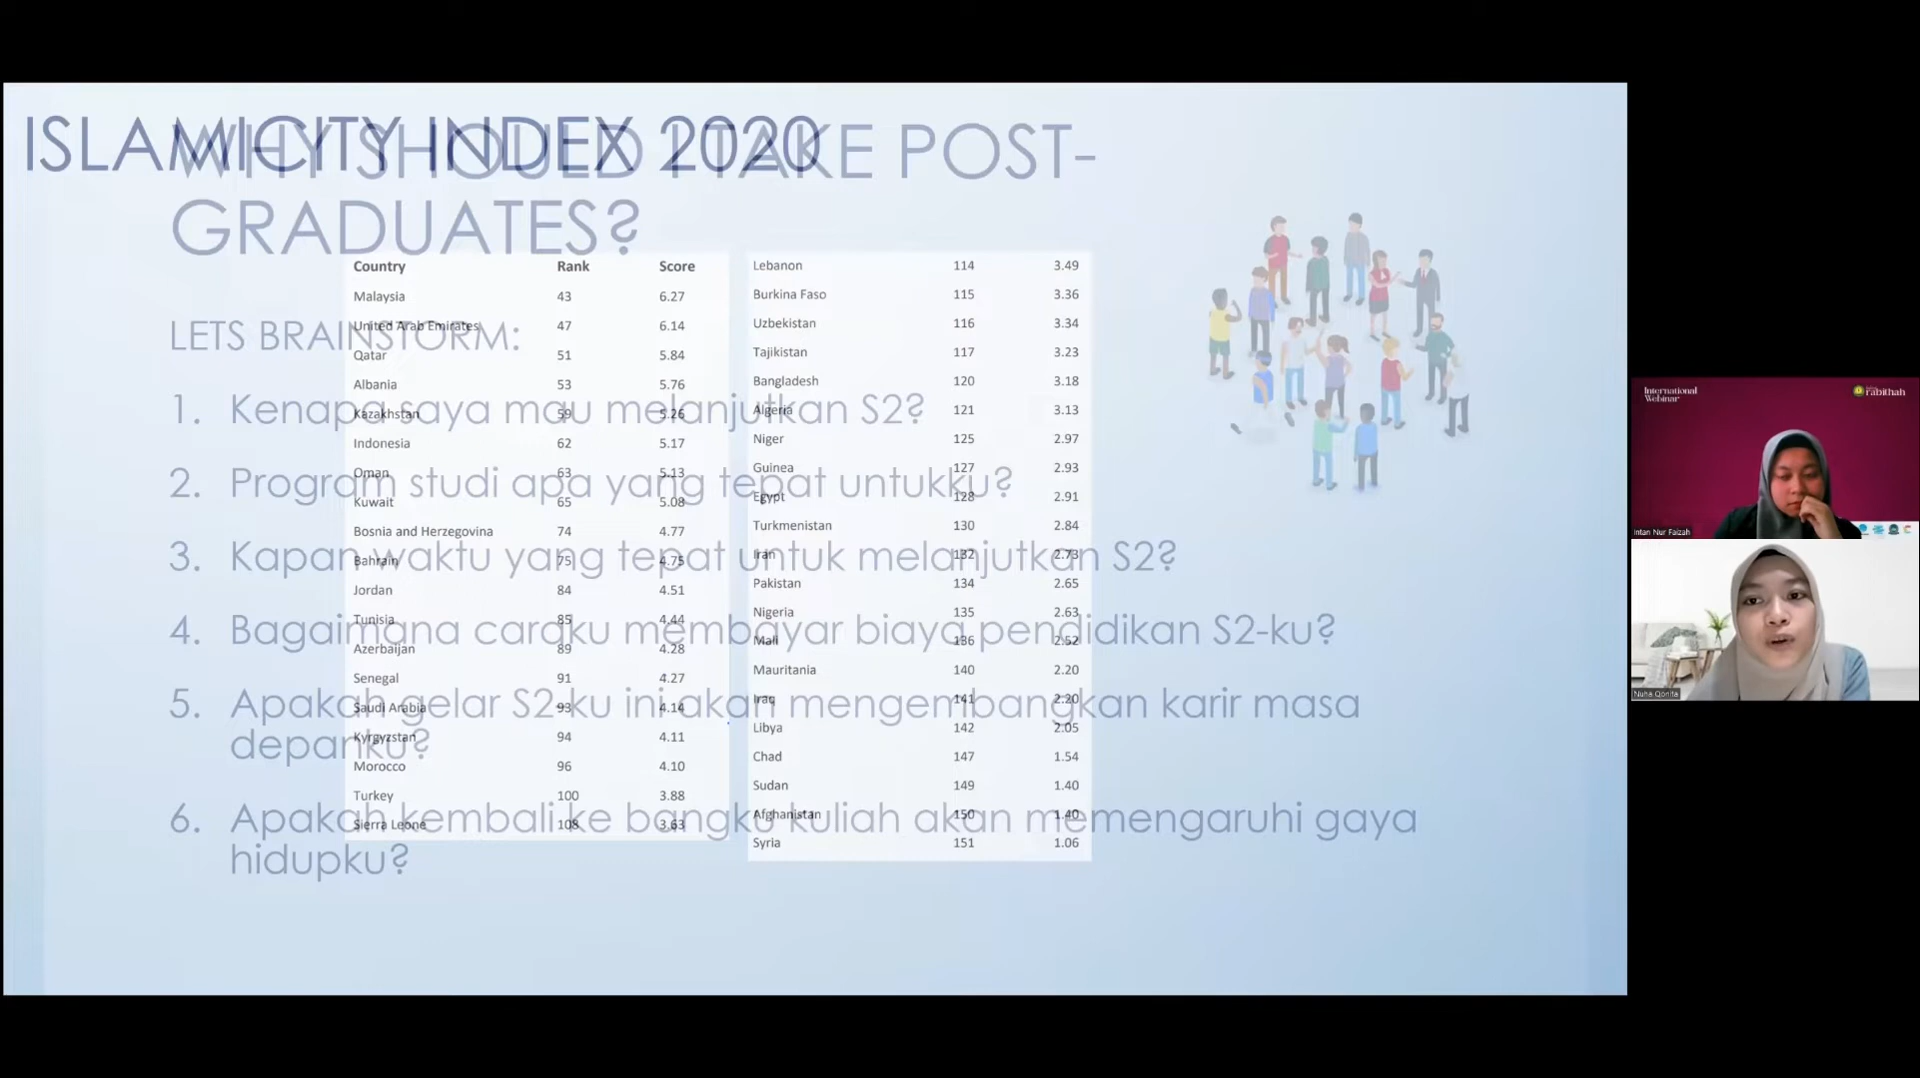 ISLAMICITY INDEX 2020
WHY SHOULD I TAKE POST-
GRADUATES?
LETS BRAINSTORM:
1. Kenapa saya mau melanjutkan S2?
2. Program studi apa yang tepat untukku?
3. Kapan waktu yang tepat untuk melanjutkan S2?
4. Bagaimana caraku membayar biaya pendidikan S2-ku?
5. Apakah gelar S2-ku ini akan mengembangkan karir masa
depanku?
6. Apakah kembali ke bangku kuliah akan memengaruhi gaya
hidupku?
Country Rank Score
Malaysia 43 6.27
United Arab Emirates 47 6.14
Qatar 51 5.84
Albania 53 5.76
Kazakhstan 59 5.26
Indonesia 62 5.17
Oman 63 5.13
Kuwait 65 5.08
Bosnia and Herzegovina 74 4.77
Bahrain 75 4.75
Jordan 84 4.51
Tunisia 85 4.44
Azerbaijan 89 4.28
Senegal 91 4.27
Saudi Arabia 93 4.14
Kyrgyzstan 94 4.11
Morocco 96 4.10
Turkey 100 3.88
Sierra Leone 108 3.63
Lebanon 114 3.49
Burkina Faso 115 3.36
Uzbekistan 116 3.34
Tajikistan 117 3.23
Bangladesh 120 3.18
Algeria 121 3.13
Niger 125 2.97
Guinea 127 2.93
Egypt 128 2.91
Turkmenistan 130 2.84
Iran 132 2.73
Pakistan 134 2.65
Nigeria 135 2.63
Mali 136 2.52
Mauritania 140 2.20
Iraq 141 2.20
Libya 142 2.05
Chad 147 1.54
Sudan 149 1.40
Afghanistan 150 1.40
Syria 151 1.06
International
Webinar
rabithah
Intan Nur Faizah
Nuha Qonita